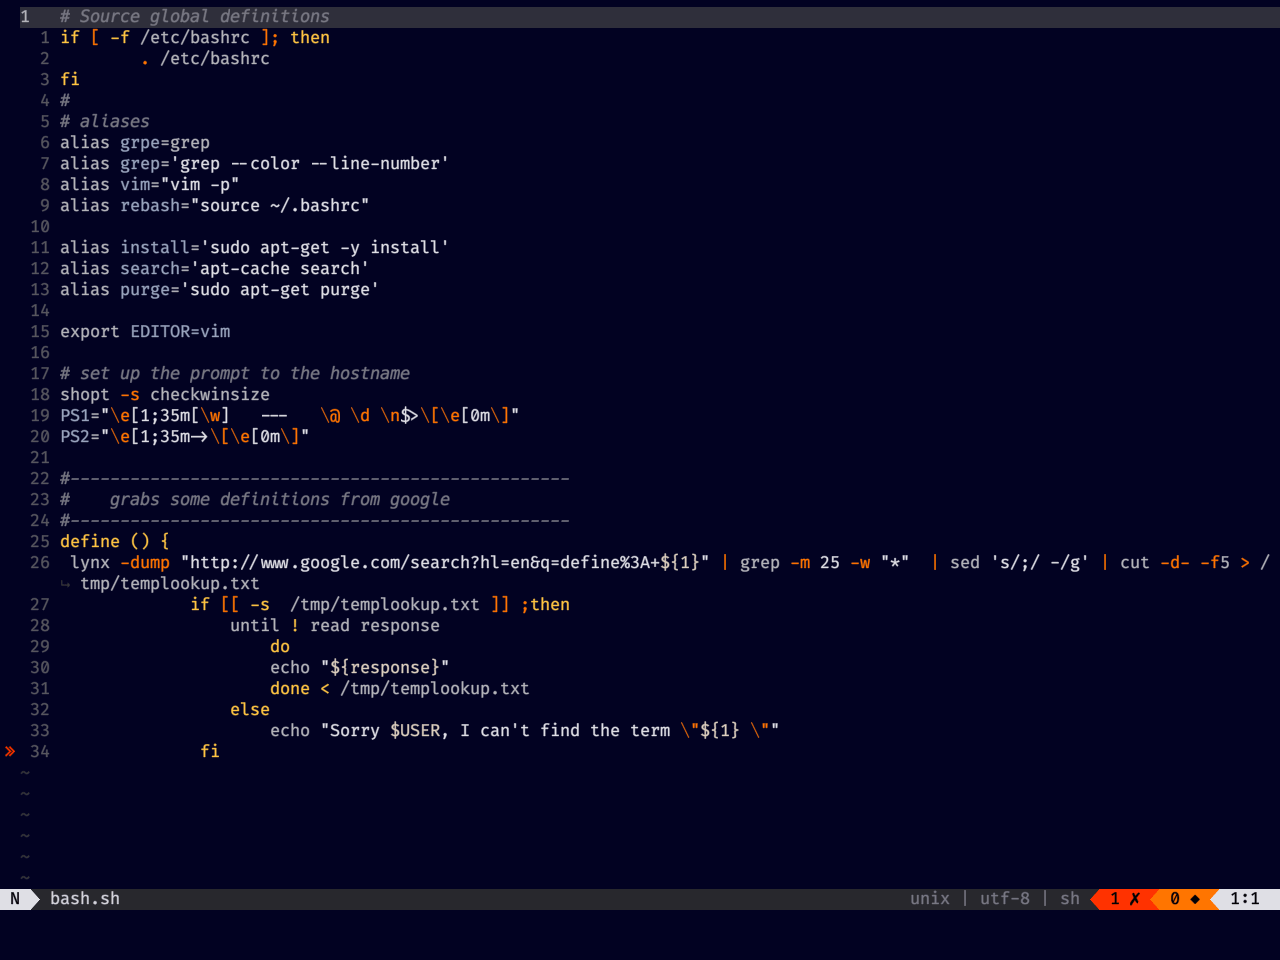 1   # Source global definitions
  1 if [ -f /etc/bashrc ]; then
  2         . /etc/bashrc
  3 fi
  4 #
  5 # aliases
  6 alias grpe=grep
  7 alias grep='grep --color --line-number'
  8 alias vim="vim -p"
  9 alias rebash="source ~/.bashrc"
 10
 11 alias install='sudo apt-get -y install'
 12 alias search='apt-cache search'
 13 alias purge='sudo apt-get purge'
 14
 15 export EDITOR=vim
 16
 17 # set up the prompt to the hostname
 18 shopt -s checkwinsize
 19 PS1="\e[1;35m[\w]   ---   \@ \d \n$>\[\e[0m\]"
 20 PS2="\e[1;35m->\[\e[0m\]"
 21
 22 #--------------------------------------------------
 23 #    grabs some definitions from google
 24 #--------------------------------------------------
 25 define () {
 26  lynx -dump "http://www.google.com/search?hl=en&q=define%3A+${1}" | grep -m 25 -w "*"  | sed 's/;/ -/g' | cut -d- -f5 > /
    ↪ tmp/templookup.txt
 27              if [[ -s  /tmp/templookup.txt ]] ;then
 28                  until ! read response
 29                      do
 30                      echo "${response}"
 31                      done < /tmp/templookup.txt
 32                  else
 33                      echo "Sorry $USER, I can't find the term \"${1} \""
» 34               fi
~
~
~
~
~
~
N bash.sh unix | utf-8 | sh 1 ✗ 0 ◆ 1:1